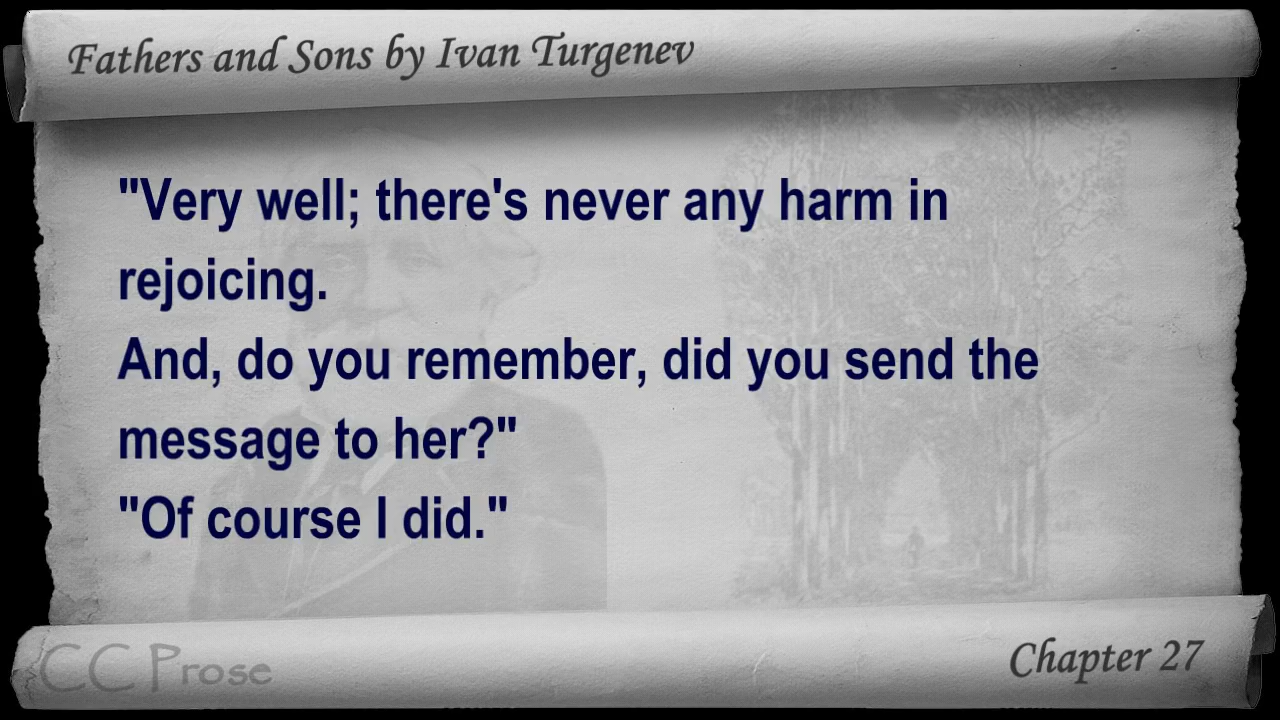 Fathers and Sons by Ivan Turgenev
"Very well; there's never any harm in
rejoicing.
And, do you remember, did you send the
message to her?"
"Of course I did."
CC Prose
Chapter 27